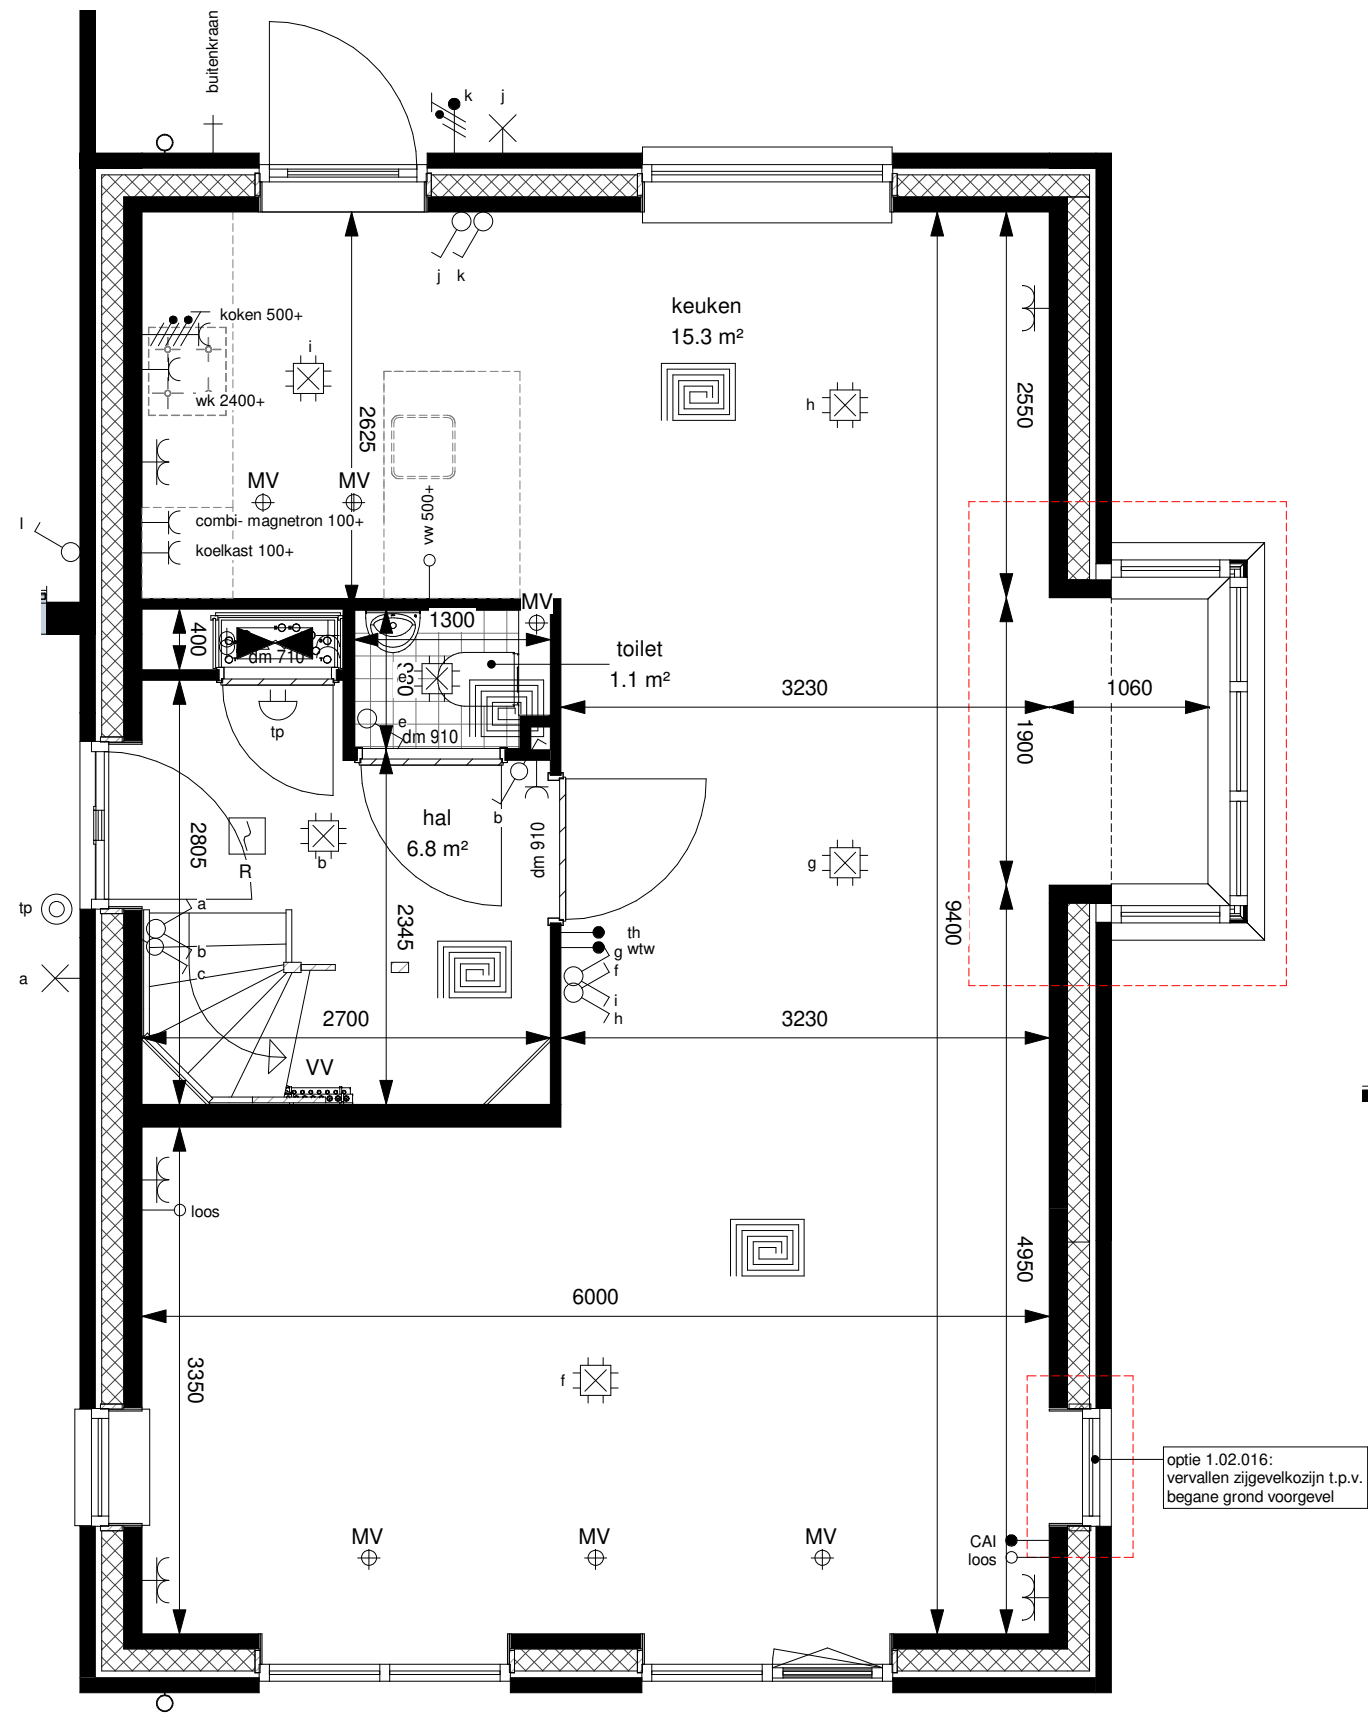 buitenkraan
k
j
j
k
keuken
15.3 m²
koken 500+
i
wk 2400+
h
2625
2550
MV
MV
vw 500+
combi- magnetron 100+
koelkast 100+
l
MV
400
1300
dm 710
toilet
1.1 m²
e
3230
1060
tp
e
dm 910
1900
b
hal
6.8 m²
dm 910
2805
b
R
g
tp
a
b
c
a
2345
9400
th
wtw
g
f
i
h
2700
3230
VV
loos
4950
6000
3350
f
optie 1.02.016:
vervallen zijgevelkozijn t.p.v.
begane grond voorgevel
MV
MV
MV
CAI
loos